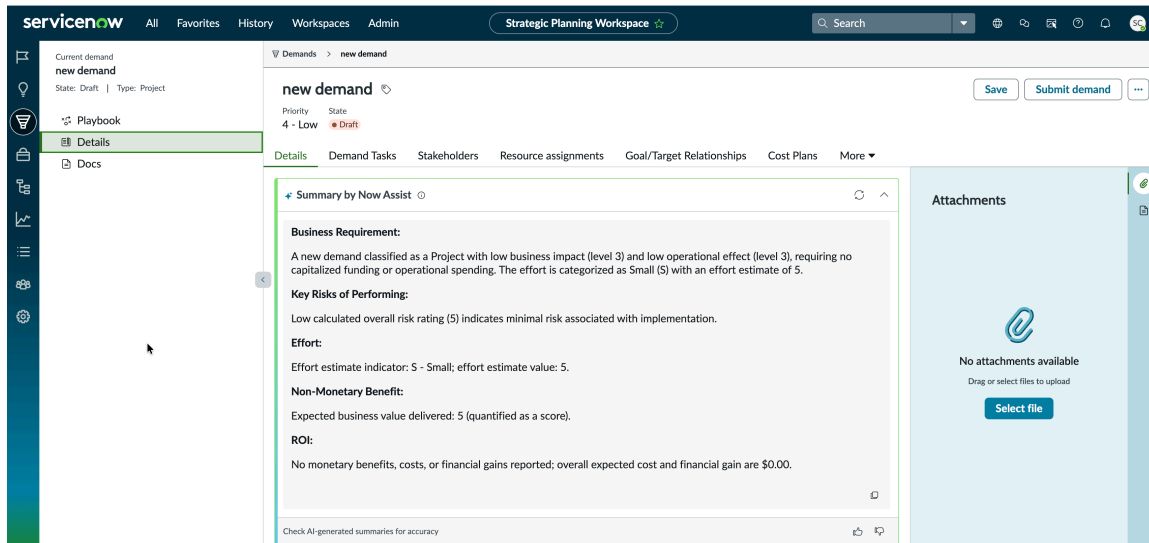 servicenow
All
Favorites
History
Workspaces
Admin
Strategic Planning Workspace
Search
SC
Current demand
new demand
State: Draft | Type: Project
Playbook
Details
Docs
Demands > new demand
new demand
Save
Submit demand
Priority
State
4 - Low
Draft
Details
Demand Tasks
Stakeholders
Resource assignments
Goal/Target Relationships
Cost Plans
More
Summary by Now Assist
Business Requirement:
A new demand classified as a Project with low business impact (level 3) and low operational effect (level 3), requiring no
capitalized funding or operational spending. The effort is categorized as Small (S) with an effort estimate of 5.
Key Risks of Performing:
Low calculated overall risk rating (5) indicates minimal risk associated with implementation.
Effort:
Effort estimate indicator: S - Small; effort estimate value: 5.
Non-Monetary Benefit:
Expected business value delivered: 5 (quantified as a score).
ROI:
No monetary benefits, costs, or financial gains reported; overall expected cost and financial gain are $0.00.
Check AI-generated summaries for accuracy
Attachments
No attachments available
Drag or select files to upload
Select file